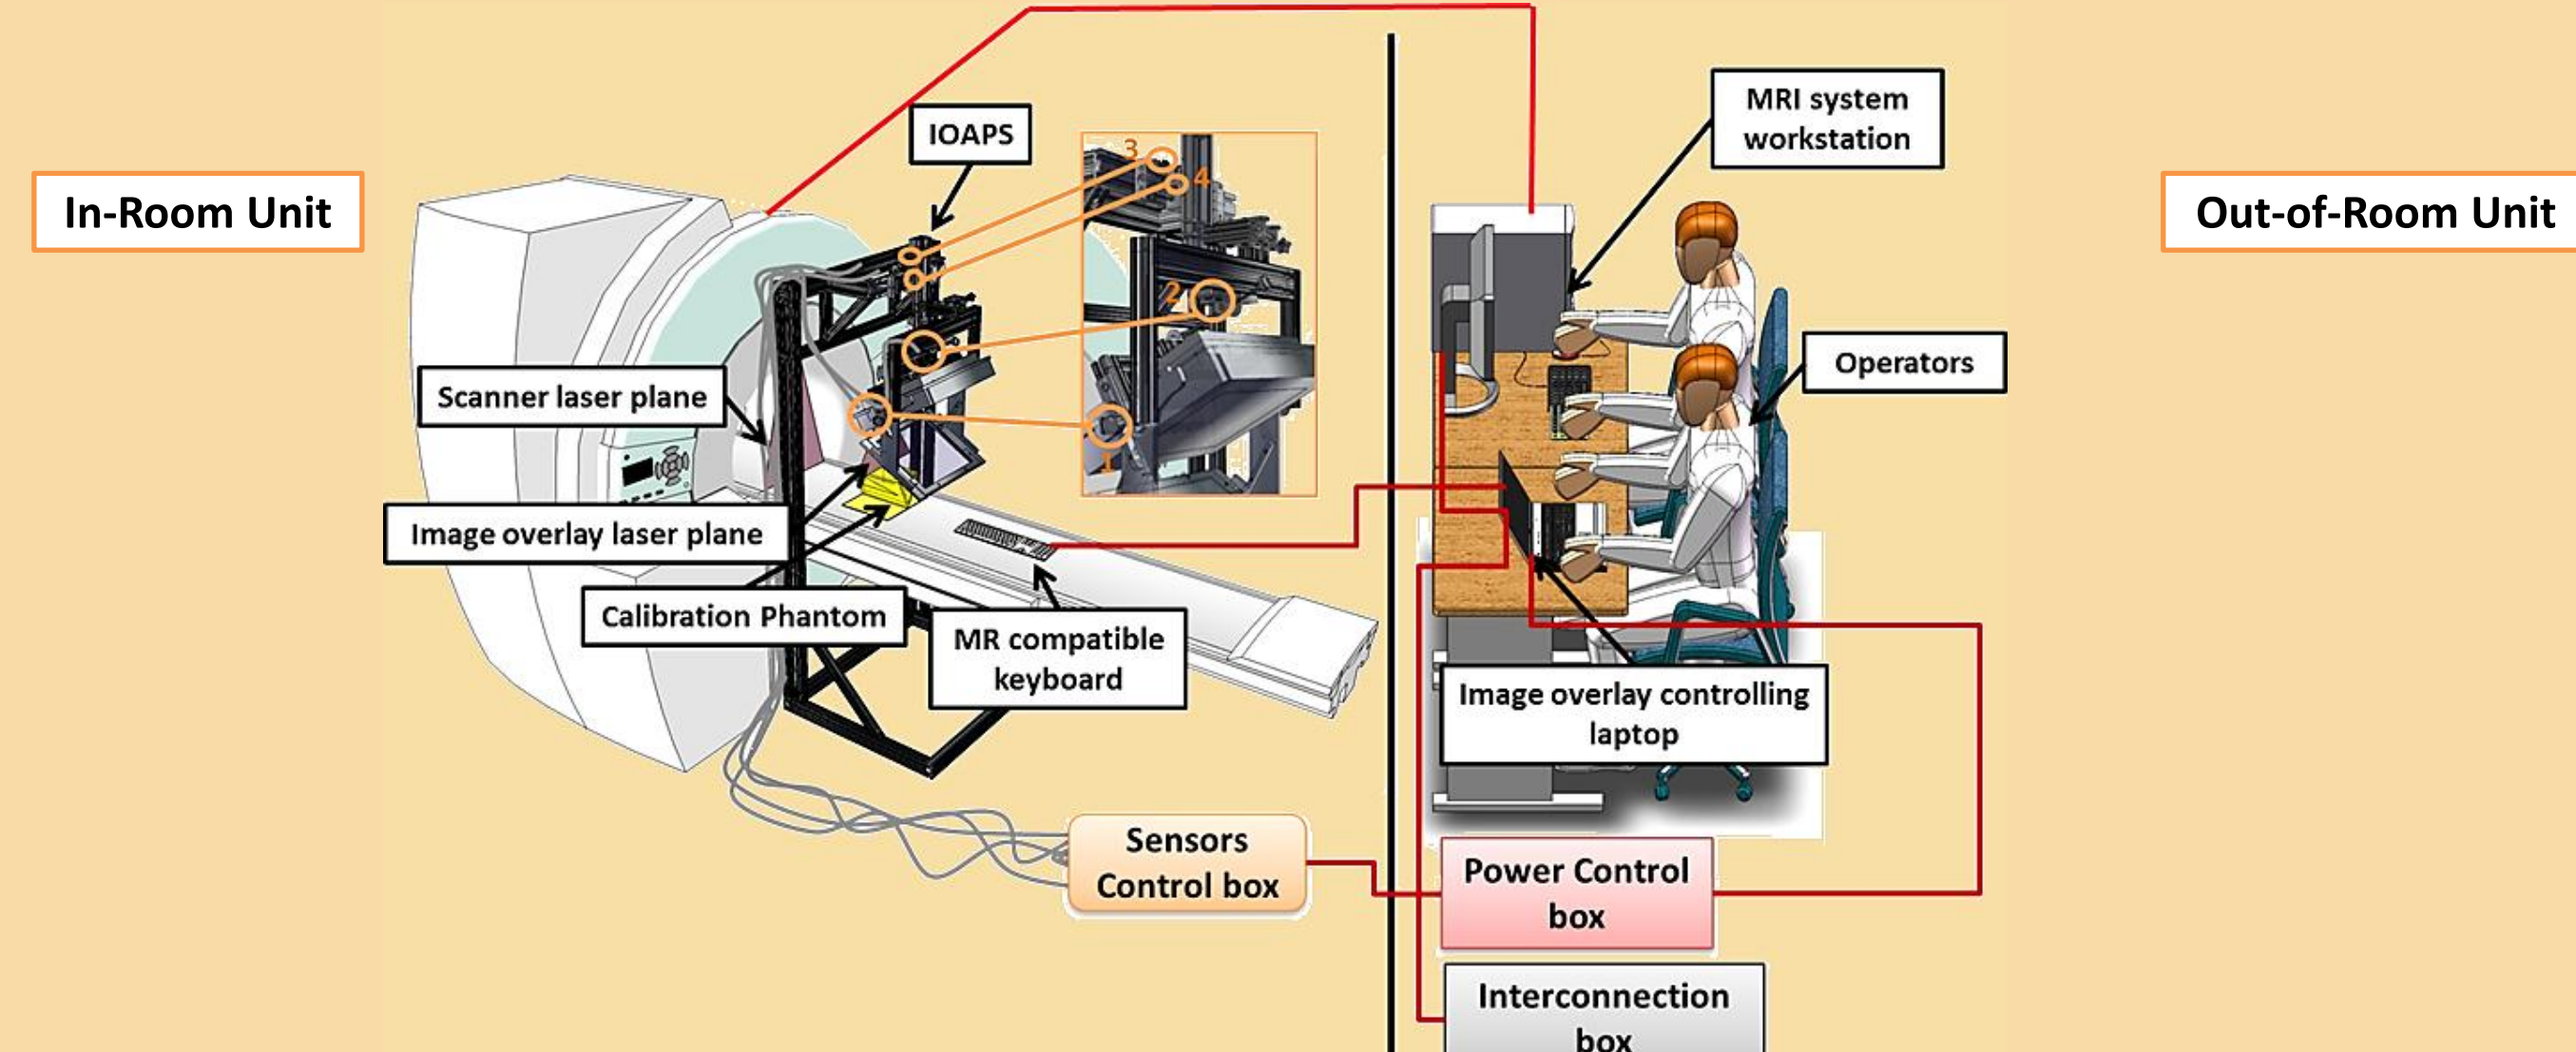 In-Room Unit
Out-of-Room Unit
IOAPS
MRI system
workstation
3
4
2
1
Operators
Scanner laser plane
Image overlay laser plane
Calibration Phantom
MR compatible
keyboard
Image overlay controlling
laptop
Sensors
Control box
Power Control
box
Interconnection
box